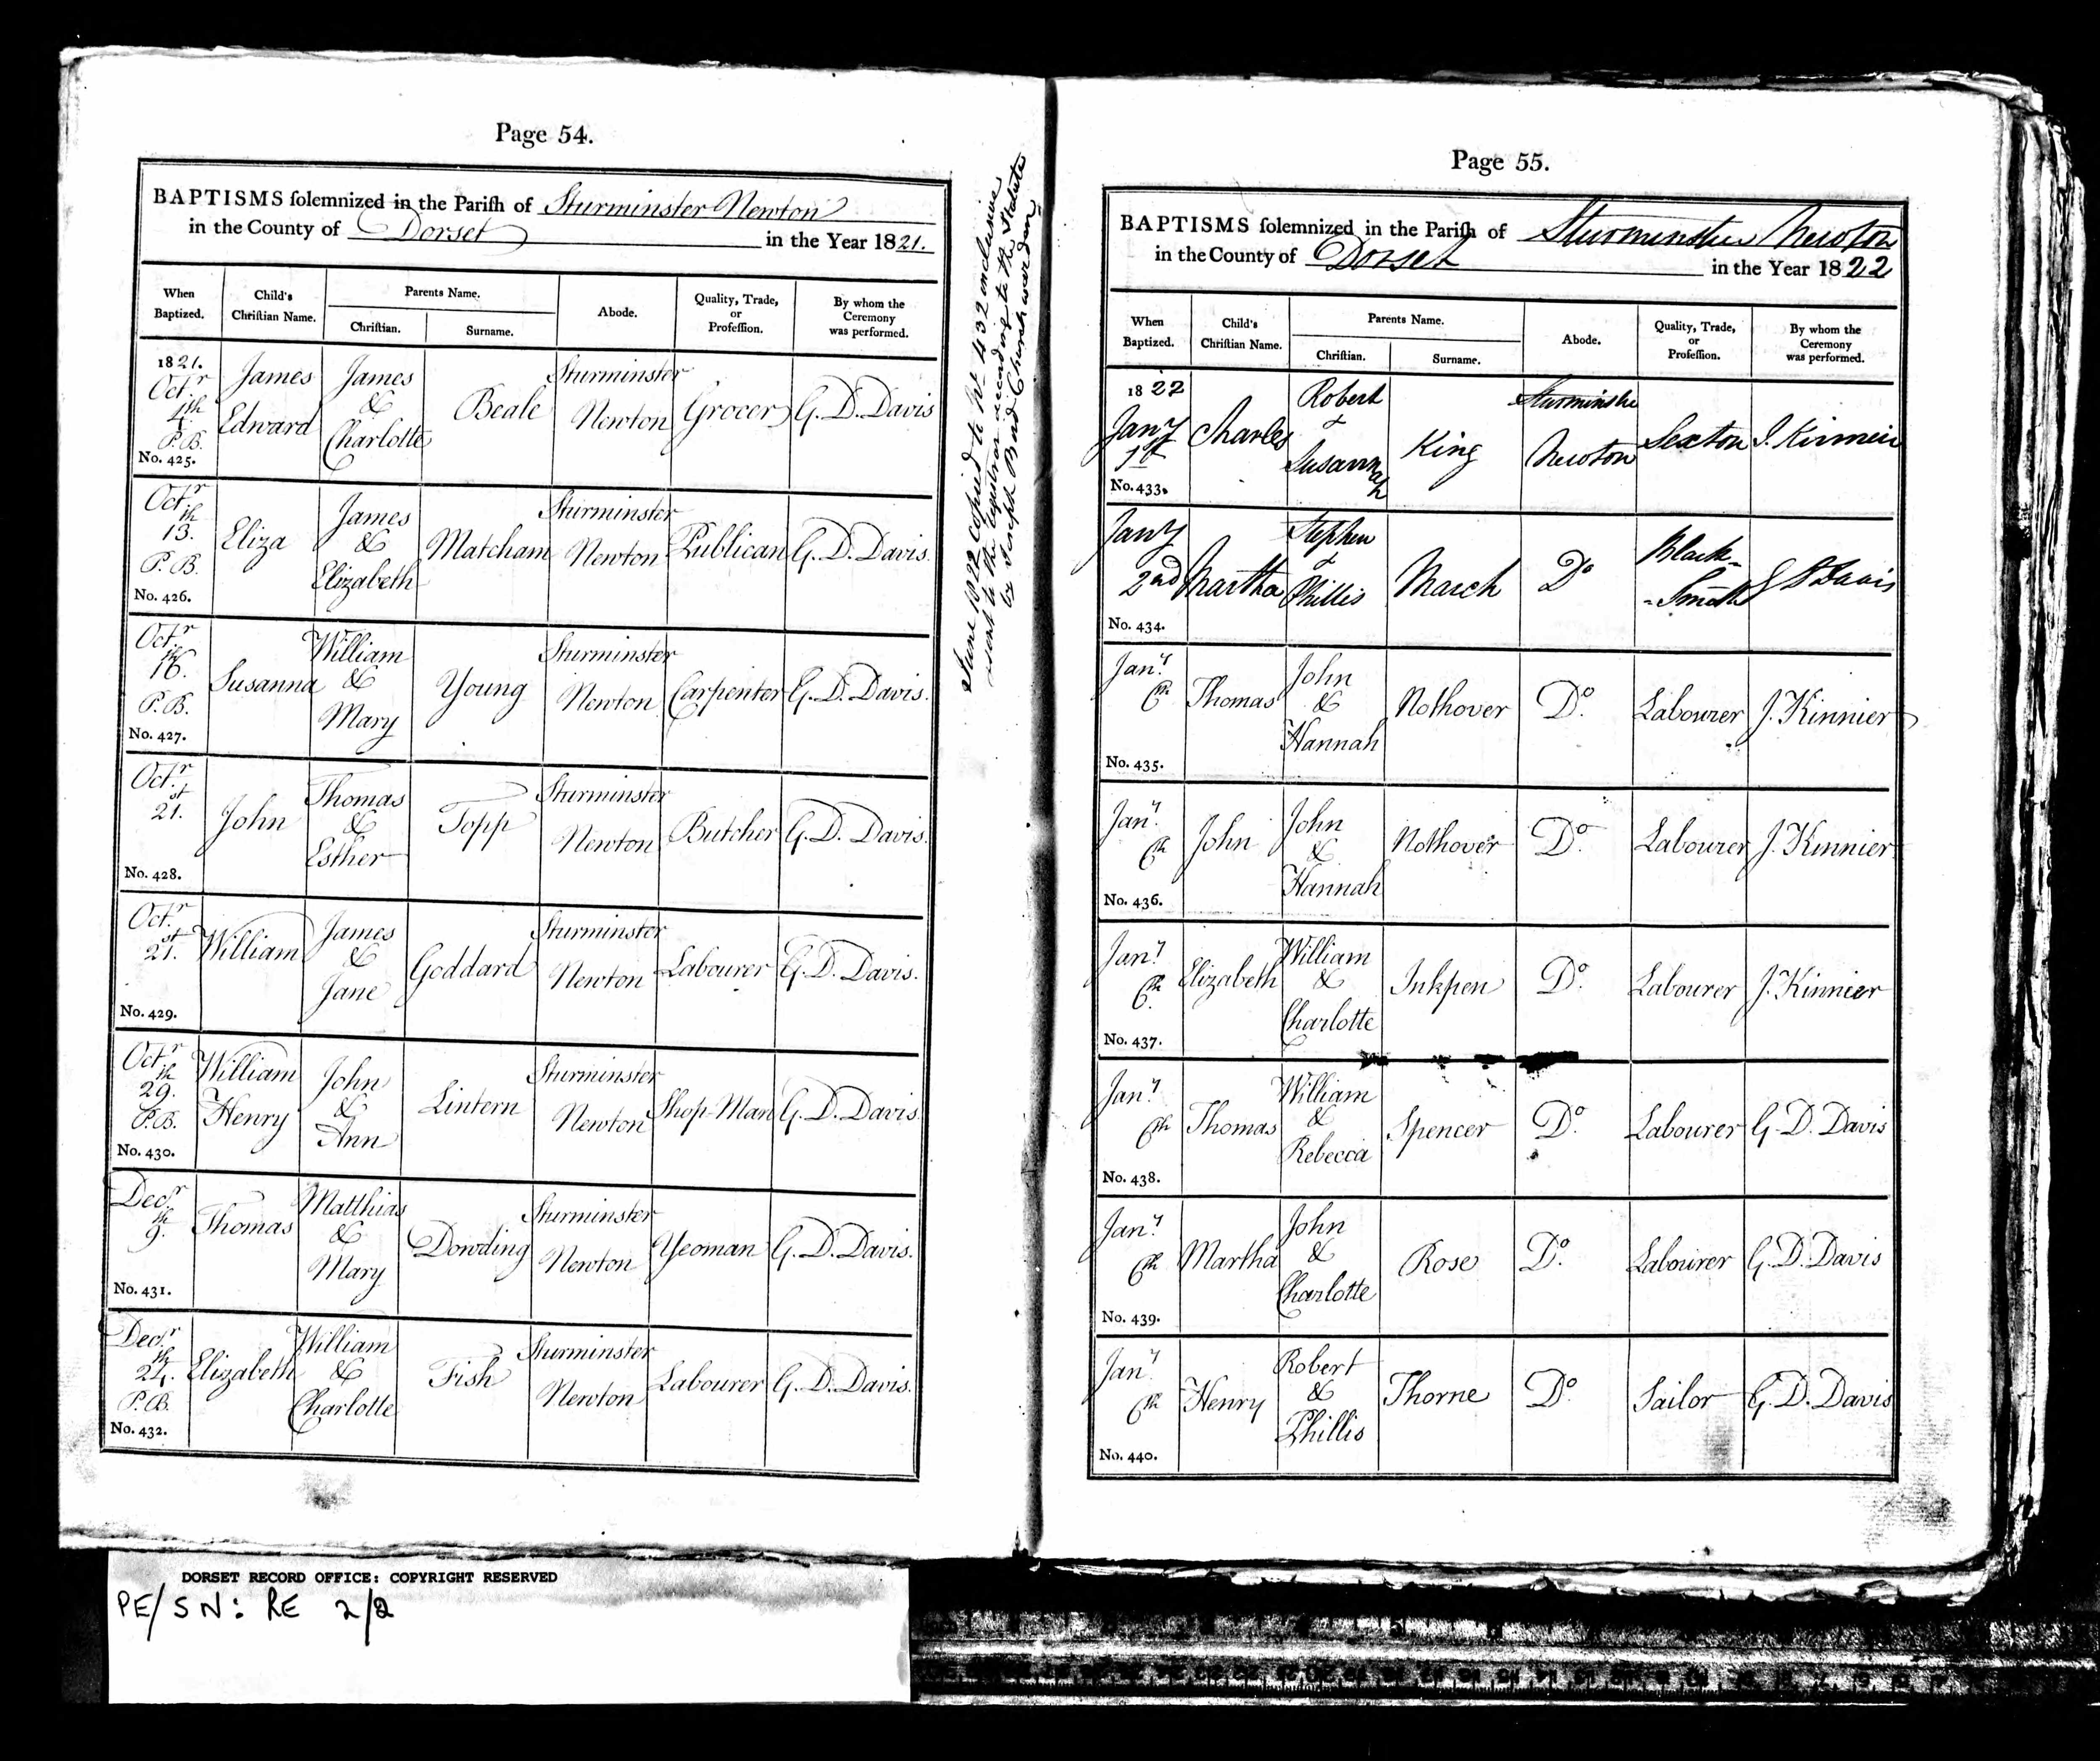 Page 54.
BAPTISMS solemnized in the Parish of Sturminster Newton
in the County of Dorset in the Year 1821.
When Baptized. Child's Christian Name. Parents Name. Christian. Surname. Abode. Quality, Trade, or Profession. By whom the Ceremony was performed.
1821. Octr. 4th P.B. No. 425. James Edward James & Charlotte Beale Sturminster Newton Grocer G. D. Davis
Octr. 13th. P.B. No. 426. Eliza James & Elizabeth Matcham Sturminster Newton Publican G. D. Davis.
Octr. 16th. P.B. No. 427. Susanna William & Mary Young Sturminster Newton Carpenter G. D. Davis.
Octr. 21st. No. 428. John Thomas & Esther Topp Sturminster Newton Butcher G. D. Davis.
Octr. 21st. No. 429. William James & Jane Goddard Sturminster Newton Labourer G. D. Davis.
Octr. 29th. P.B. No. 430. William Henry John & Ann Lintern Sturminster Newton Shop-Man G. D. Davis
Decr. 9th. No. 431. Thomas Matthias & Mary Dowding Sturminster Newton Yeoman G. D. Davis.
Decr. 24th. P.B. No. 432. Elizabeth William & Charlotte Fish Sturminster Newton Labourer G. D. Davis.
June 1822 copied to No. 432 inclusive
sent to the according to the Statute
by Joseph Bird Churchwarden
Page 55.
BAPTISMS solemnized in the Parish of Sturminster Newton
in the County of Dorset in the Year 1822
When Baptized. Child's Christian Name. Parents Name. Christian. Surname. Abode. Quality, Trade, or Profession. By whom the Ceremony was performed.
1822 Jany 1st No. 433. Charles Robert & Susannah King Sturminster Newton Sexton J. Kinneir
Jany 2nd No. 434. Martha Stephen & Phillis March Do Black-Smith G D Davis
Jany. 6th No. 435. Thomas John & Hannah Nothover Do. Labourer J. Kinnier
Jany. 6th No. 436. John John & Hannah Nothover Do. Labourer J. Kinnier
Jany. 6th. No. 437. Elizabeth William & Charlotte Inkpen Do. Labourer J. Kinnier
Jany. 6th No. 438. Thomas William & Rebecca Spencer Do. Labourer G. D. Davis
Jany. 6th No. 439. Martha John & Charlotte Rose Do. Labourer G. D. Davis
Jany. 6th No. 440. Henry Robert & Phillis Thorne Do. Sailor G. D. Davis
DORSET RECORD OFFICE: COPYRIGHT RESERVED
PE/SN: RE 2/2